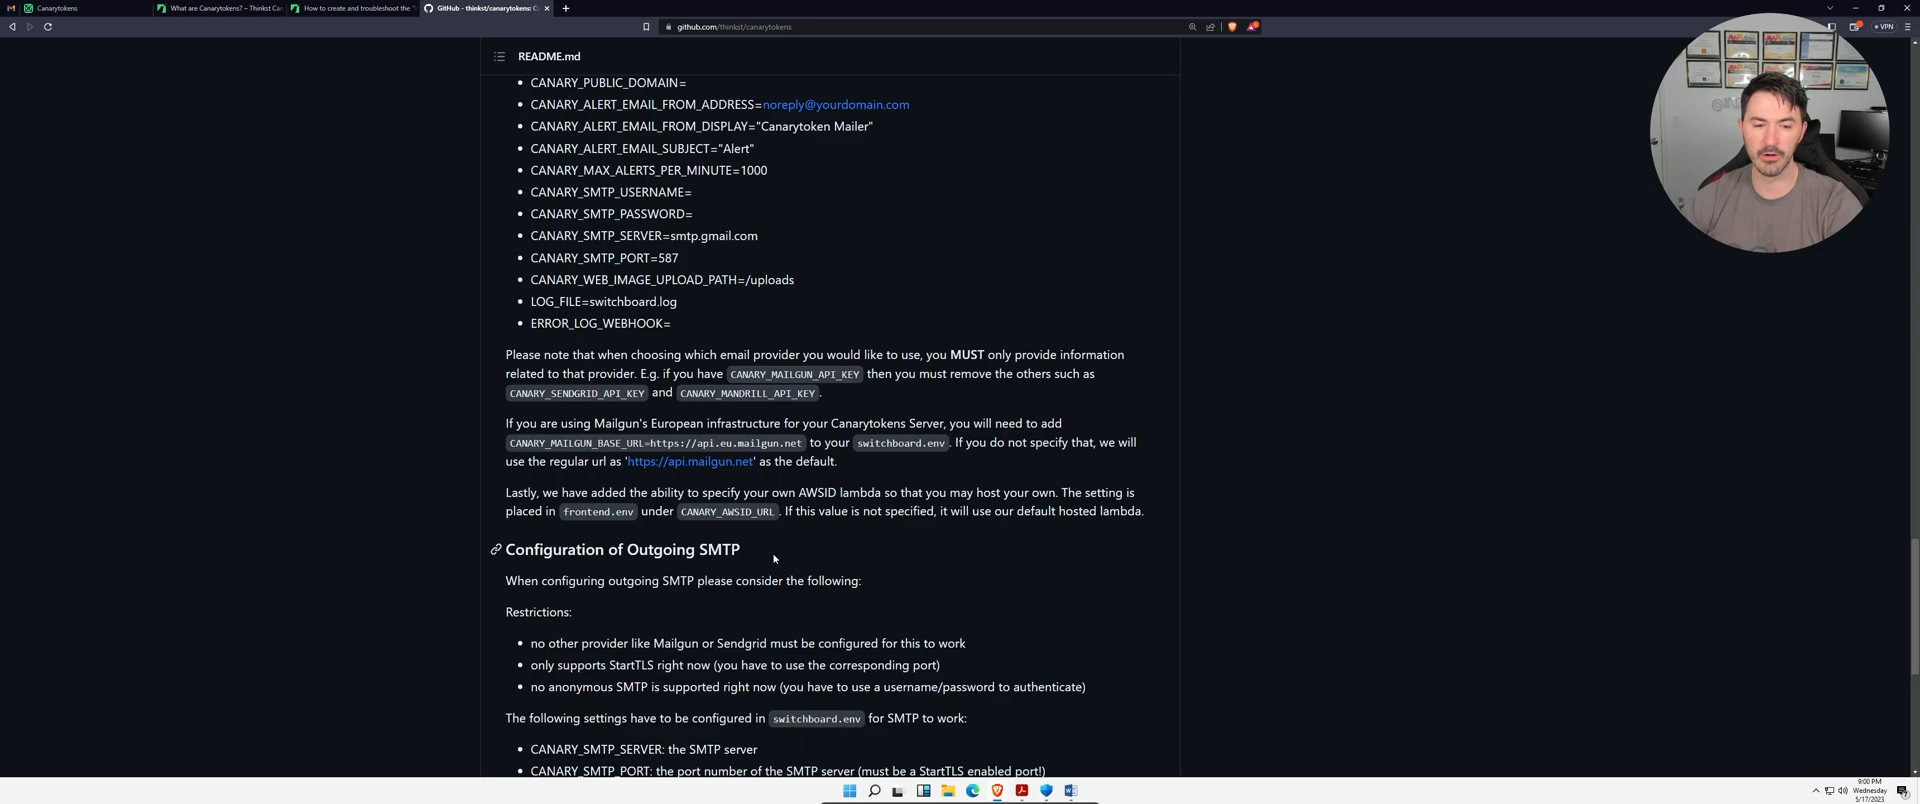 Canarytokens
What are Canarytokens? – Thinkst Ca
How to create and troubleshoot the "
GitHub - thinkst/canarytokens: C
github.com/thinkst/canarytokens
VPN
README.md
CANARY_PUBLIC_DOMAIN=
CANARY_ALERT_EMAIL_FROM_ADDRESS=noreply@yourdomain.com
CANARY_ALERT_EMAIL_FROM_DISPLAY="Canarytoken Mailer"
CANARY_ALERT_EMAIL_SUBJECT="Alert"
CANARY_MAX_ALERTS_PER_MINUTE=1000
CANARY_SMTP_USERNAME=
CANARY_SMTP_PASSWORD=
CANARY_SMTP_SERVER=smtp.gmail.com
CANARY_SMTP_PORT=587
CANARY_WEB_IMAGE_UPLOAD_PATH=/uploads
LOG_FILE=switchboard.log
ERROR_LOG_WEBHOOK=
Please note that when choosing which email provider you would like to use, you MUST only provide information
related to that provider. E.g. if you have CANARY_MAILGUN_API_KEY then you must remove the others such as
CANARY_SENDGRID_API_KEY and CANARY_MANDRILL_API_KEY.
If you are using Mailgun's European infrastructure for your Canarytokens Server, you will need to add
CANARY_MAILGUN_BASE_URL=https://api.eu.mailgun.net to your switchboard.env. If you do not specify that, we will
use the regular url as 'https://api.mailgun.net' as the default.
Lastly, we have added the ability to specify your own AWSID lambda so that you may host your own. The setting is
placed in frontend.env under CANARY_AWSID_URL. If this value is not specified, it will use our default hosted lambda.
Configuration of Outgoing SMTP
When configuring outgoing SMTP please consider the following:
Restrictions:
no other provider like Mailgun or Sendgrid must be configured for this to work
only supports StartTLS right now (you have to use the corresponding port)
no anonymous SMTP is supported right now (you have to use a username/password to authenticate)
The following settings have to be configured in switchboard.env for SMTP to work:
CANARY_SMTP_SERVER: the SMTP server
CANARY_SMTP_PORT: the port number of the SMTP server (must be a StartTLS enabled port!)
9:00 PM
Wednesday
5/17/2023